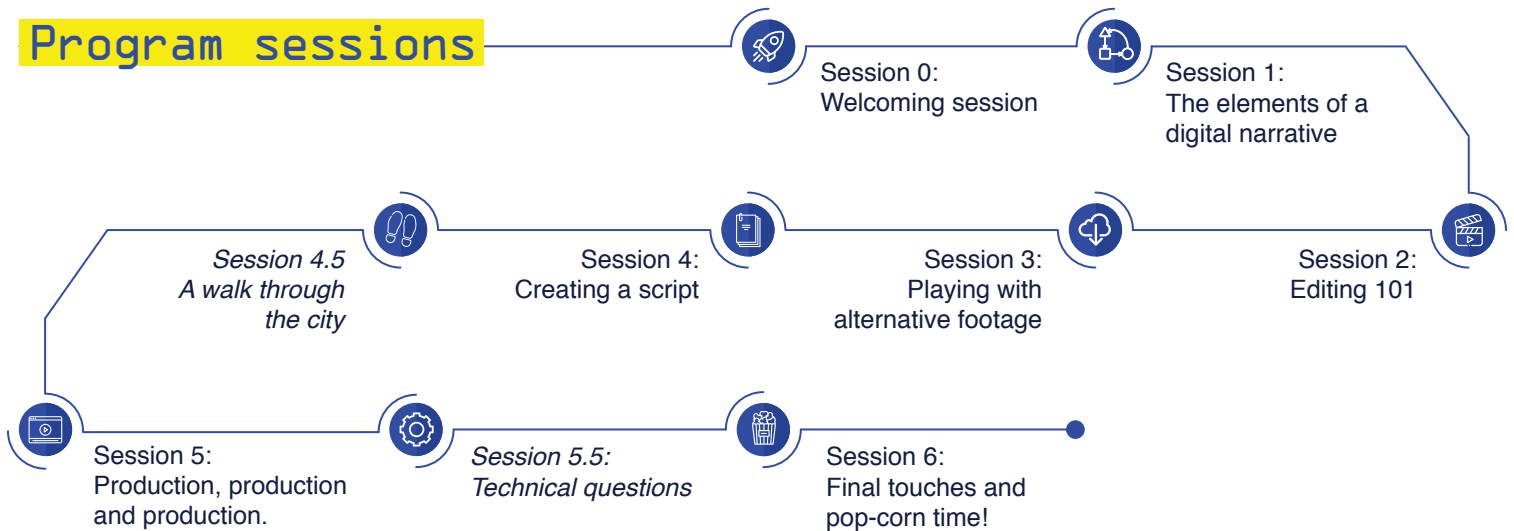 Program sessions
Session 0:
Welcoming session
Session 1:
The elements of a
digital narrative
Session 2:
Editing 101
Session 3:
Playing with
alternative footage
Session 4:
Creating a script
Session 4.5
A walk through
the city
Session 5:
Production, production
and production.
Session 5.5:
Technical questions
Session 6:
Final touches and
pop-corn time!